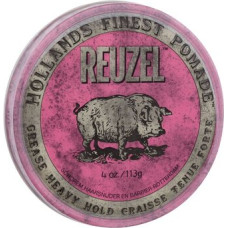 HOLLANDS FINEST POMADE
REUZEL
4 oz./113g
GREASE HEAVY HOLD GRAISSE TENUE FORTE